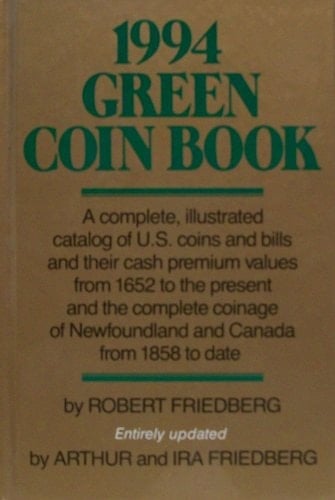 1994
GREEN
COIN BOOK
A complete, illustrated
catalog of U.S. coins and bills
and their cash premium values
from 1652 to the present
and the complete coinage
of Newfoundland and Canada
from 1858 to date
by ROBERT FRIEDBERG
Entirely updated
by ARTHUR and IRA FRIEDBERG